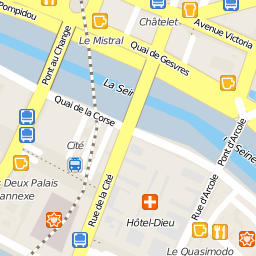 Pompidou
Châtelet
Avenue Victoria
Le Mistral
Pont au Change
Quai de Gesvres
La Sein
Quai de la Corse
Pont d'Arcole
Seine
Cité
Deux Palais
annexe
Rue de la Cité
Rue d'Arcole
Hôtel-Dieu
Le Quasimodo